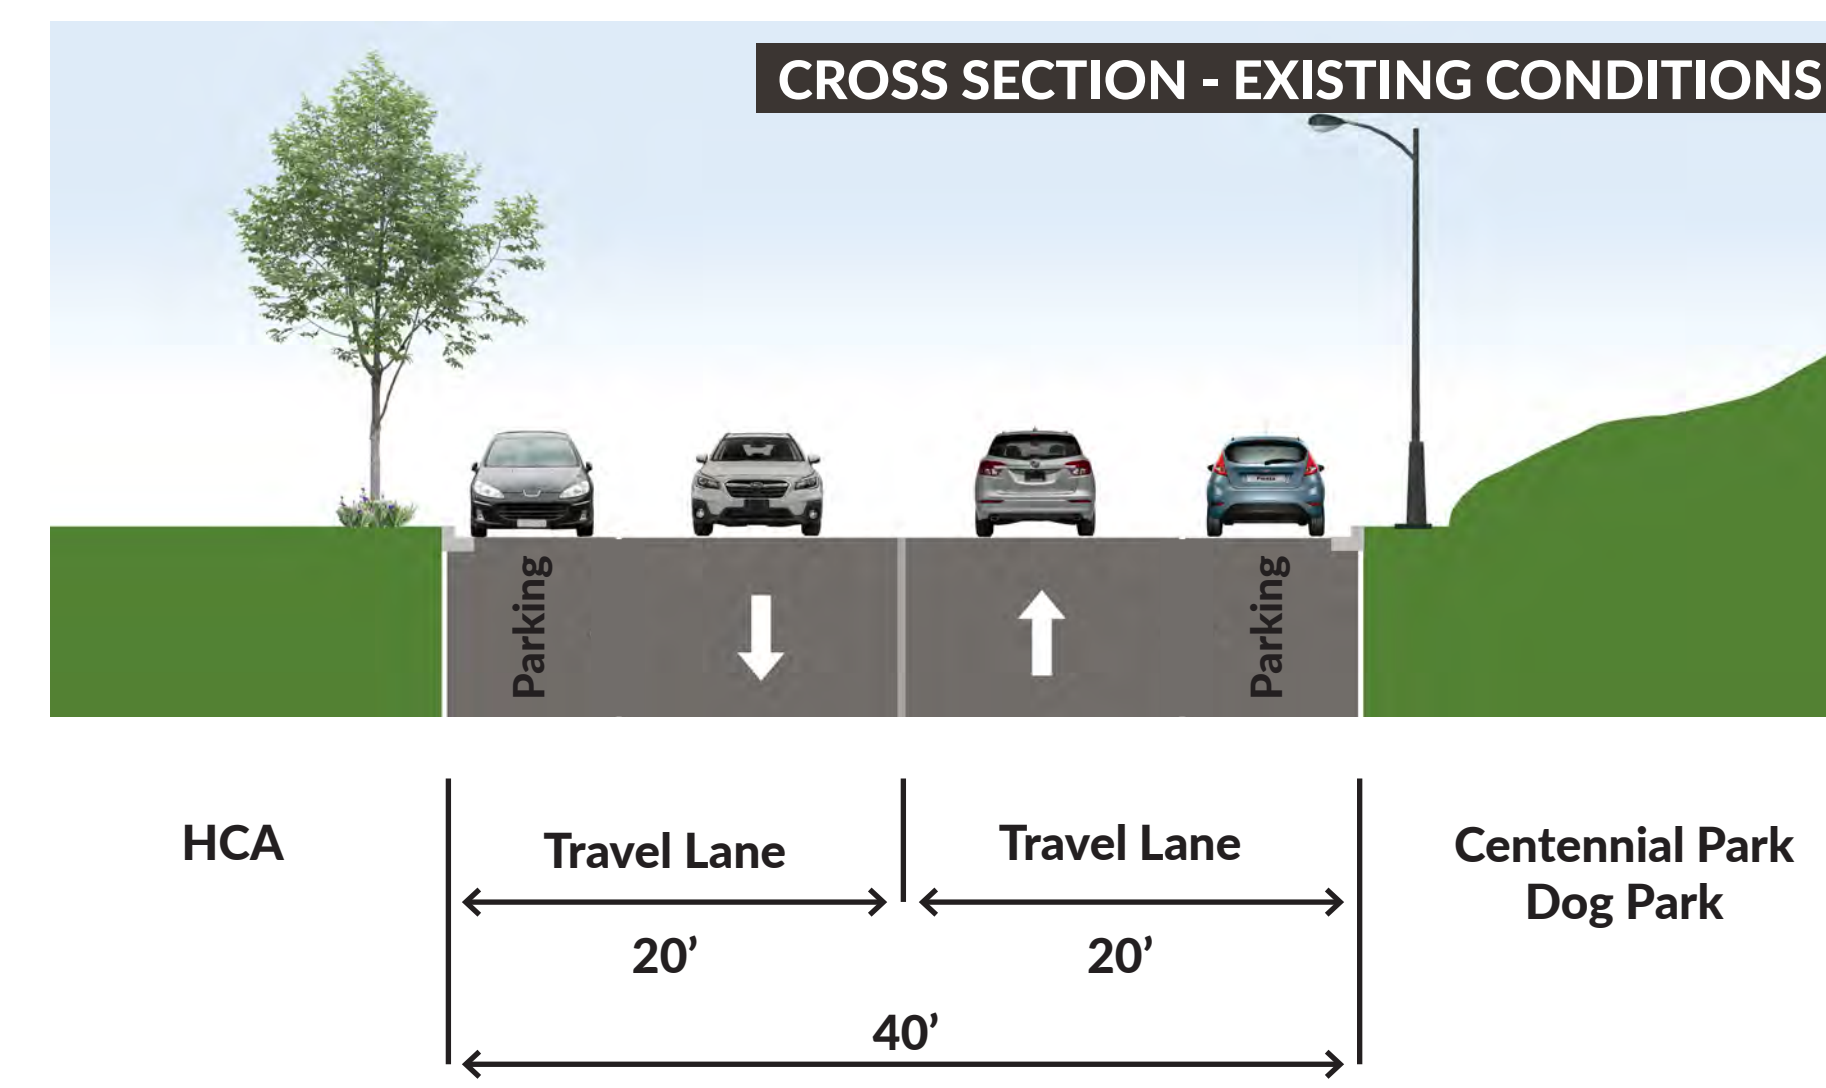 CROSS SECTION - EXISTING CONDITIONS
Parking
Parking
HCA
Travel Lane
Travel Lane
Centennial Park
Dog Park
20’
20’
40’